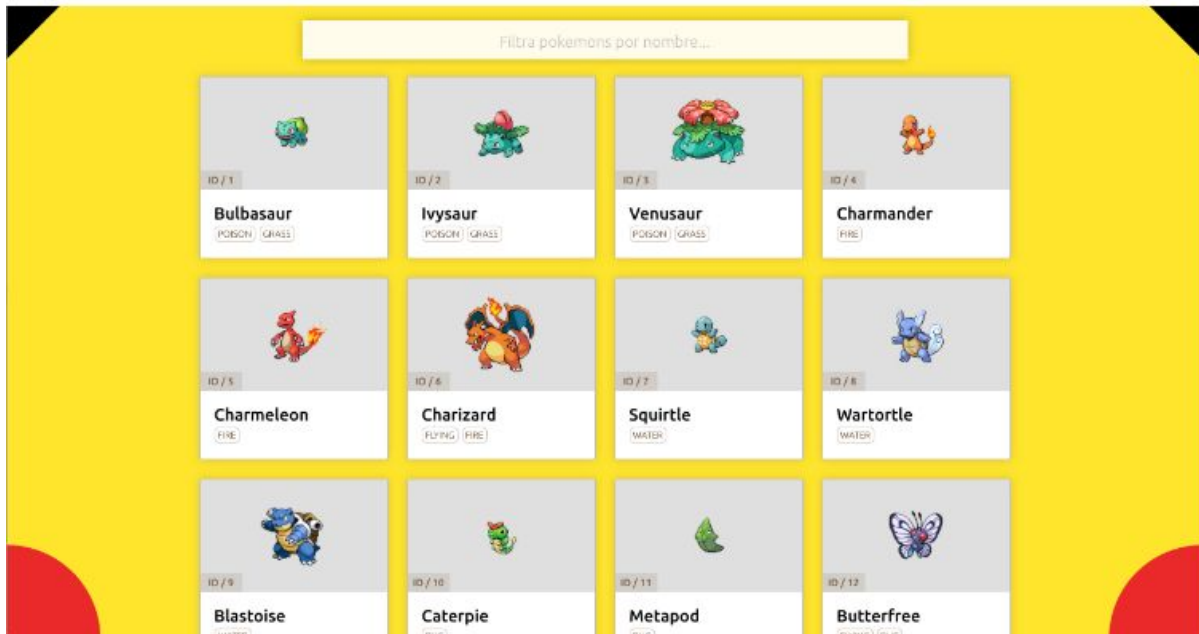 Filtra pokemons por nombre...
ID / 1
ID / 2
ID / 3
ID / 4
Bulbasaur
Ivysaur
Venusaur
Charmander
POISON GRASS
POISON GRASS
POISON GRASS
FIRE
ID / 5
ID / 6
ID / 7
ID / 8
Charmeleon
Charizard
Squirtle
Wartortle
FIRE
FLYING FIRE
WATER
WATER
ID / 9
ID / 10
ID / 11
ID / 12
Blastoise
Caterpie
Metapod
Butterfree